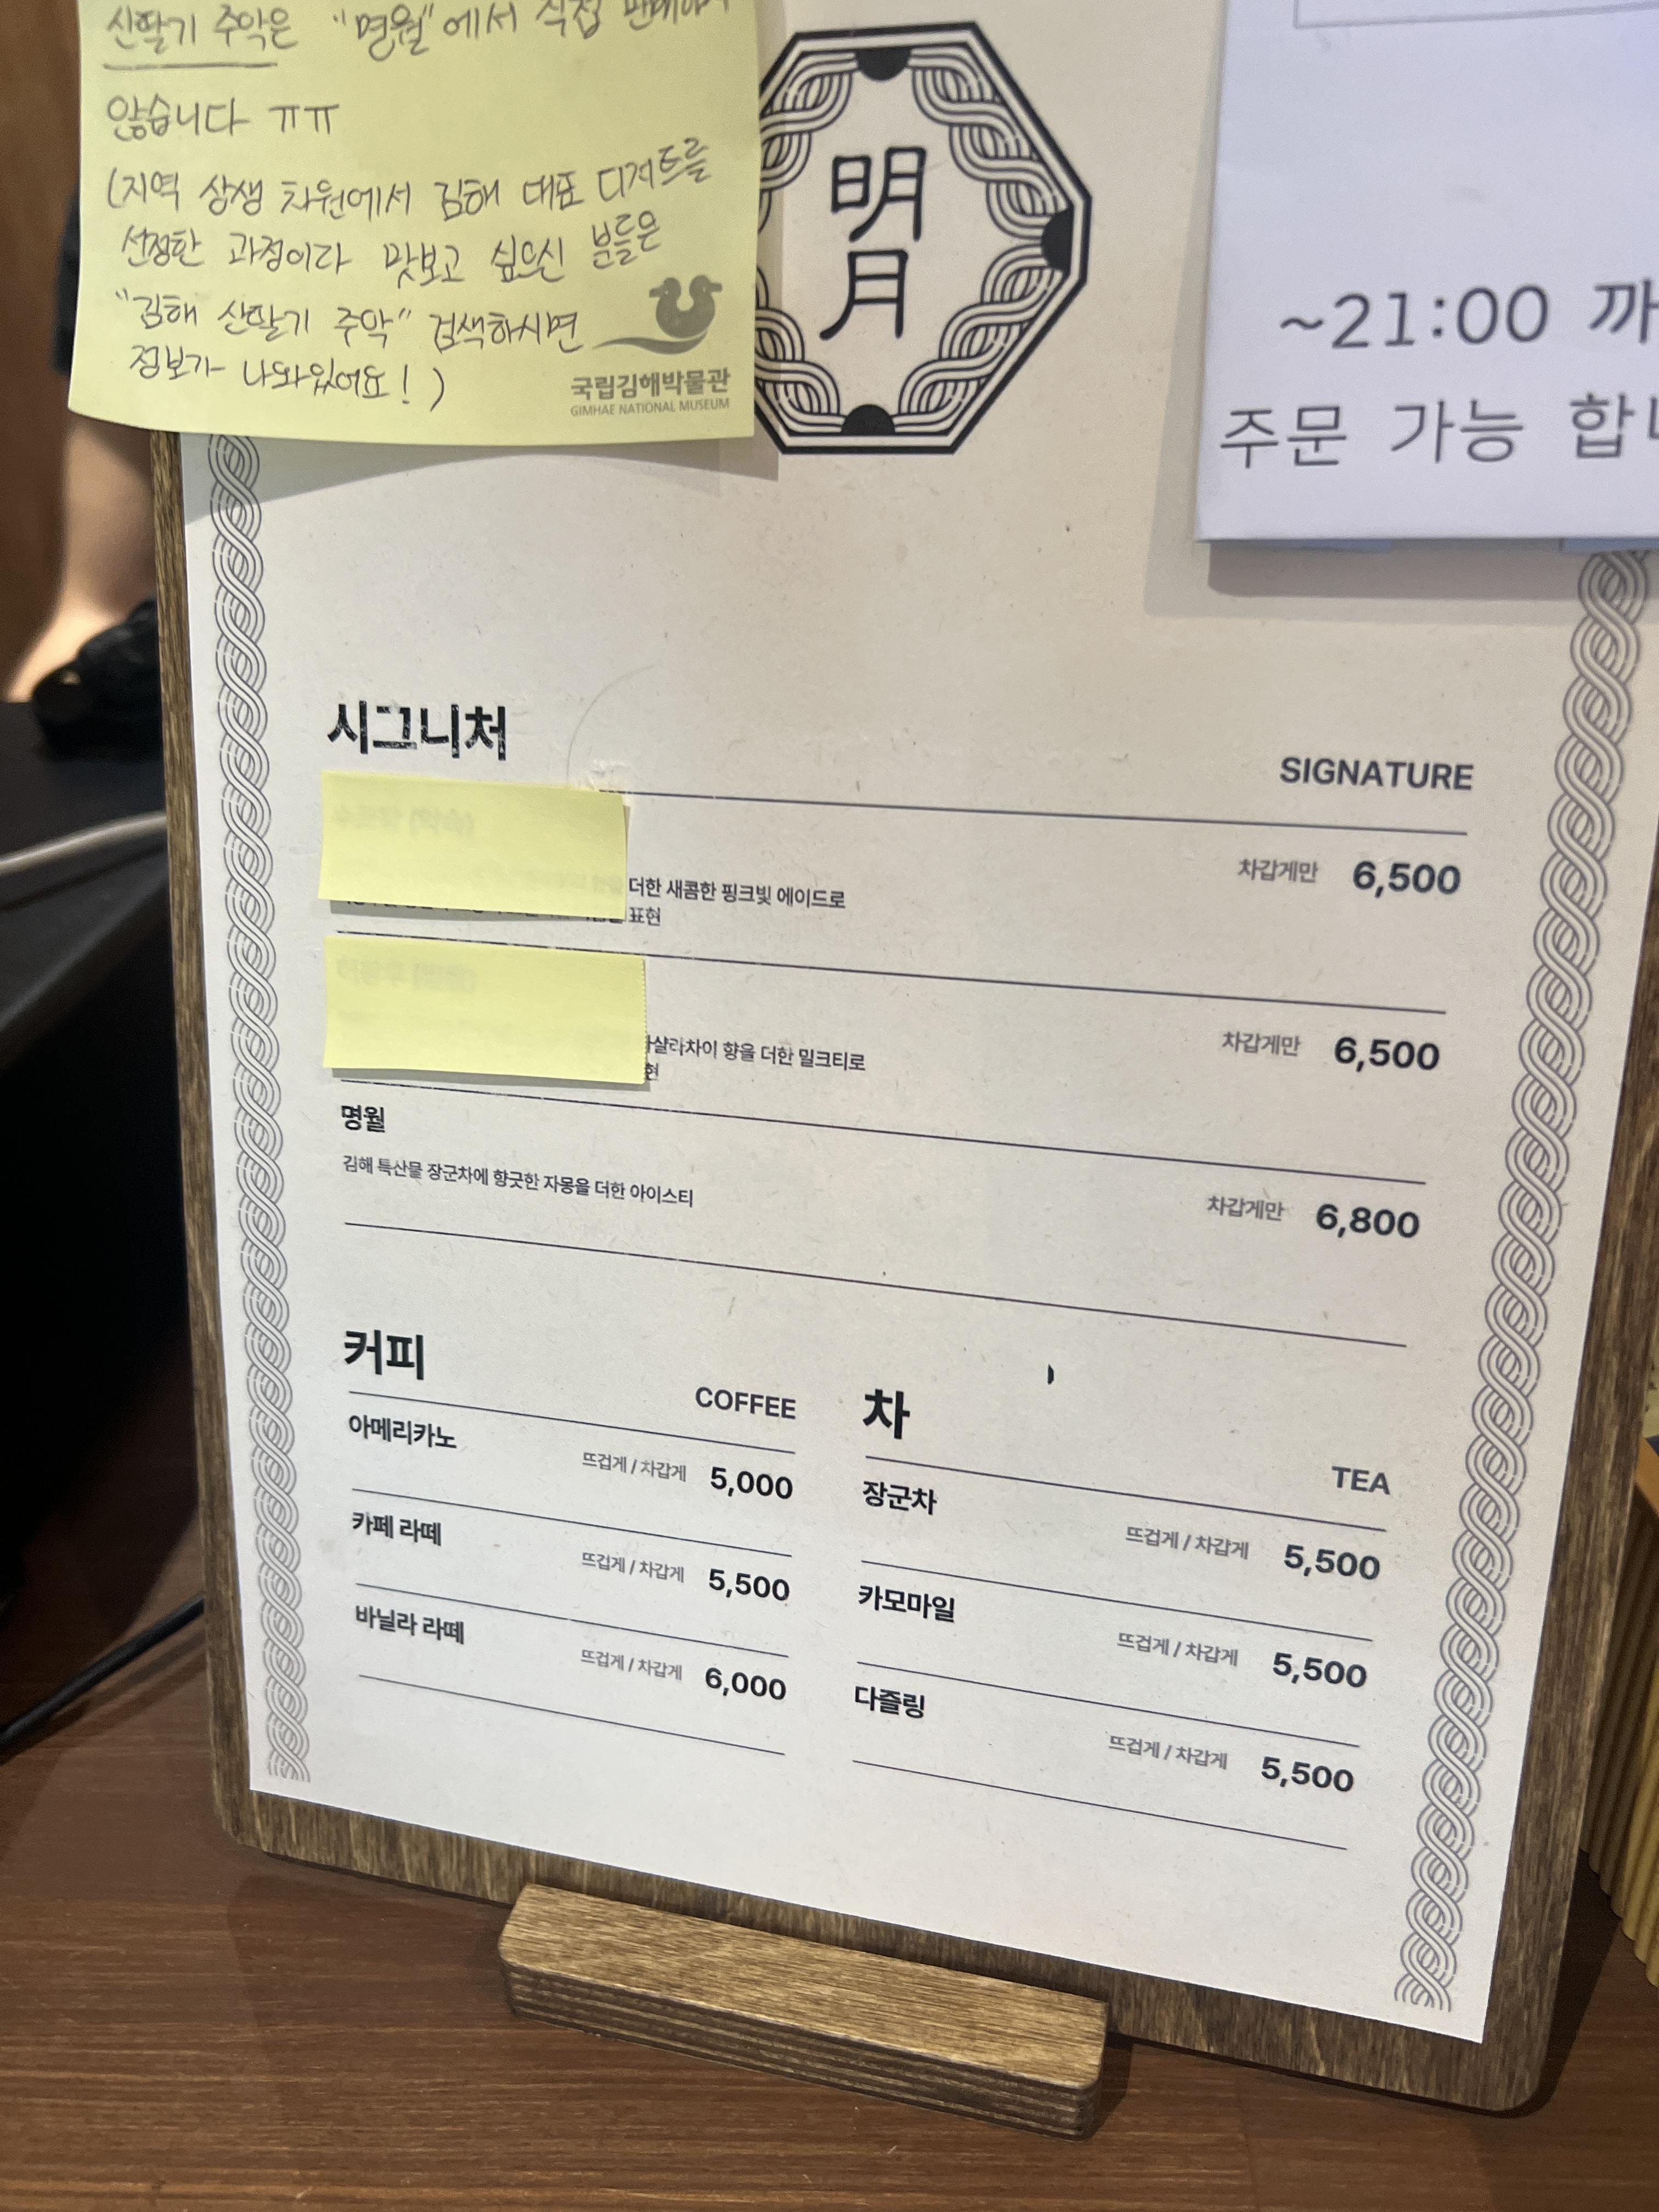 산딸기 주악은 "명월"에서 직접 판매하지
않습니다 ㅠㅠ
(지역 상생 차원에서 김해 대표 디저트를
선정한 과정이라 맛보고 싶으신 분들은
"김해 산딸기 주악" 검색하시면
정보가 나와있어요! )
국립김해박물관
GIMHAE NATIONAL MUSEUM
明
月
~21:00 까
주문 가능 합니
시그니처
SIGNATURE
더한 새콤한 핑크빛 에이드로
표현
차갑게만 6,500
샬라차이 향을 더한 밀크티로
현
차갑게만 6,500
명월
김해 특산물 장군차에 향긋한 자몽을 더한 아이스티
차갑게만 6,800
커피
COFFEE
아메리카노
뜨겁게 / 차갑게 5,000
카페 라떼
뜨겁게 / 차갑게 5,500
바닐라 라떼
뜨겁게 / 차갑게 6,000
차
TEA
장군차
뜨겁게 / 차갑게 5,500
카모마일
뜨겁게 / 차갑게 5,500
다즐링
뜨겁게 / 차갑게 5,500